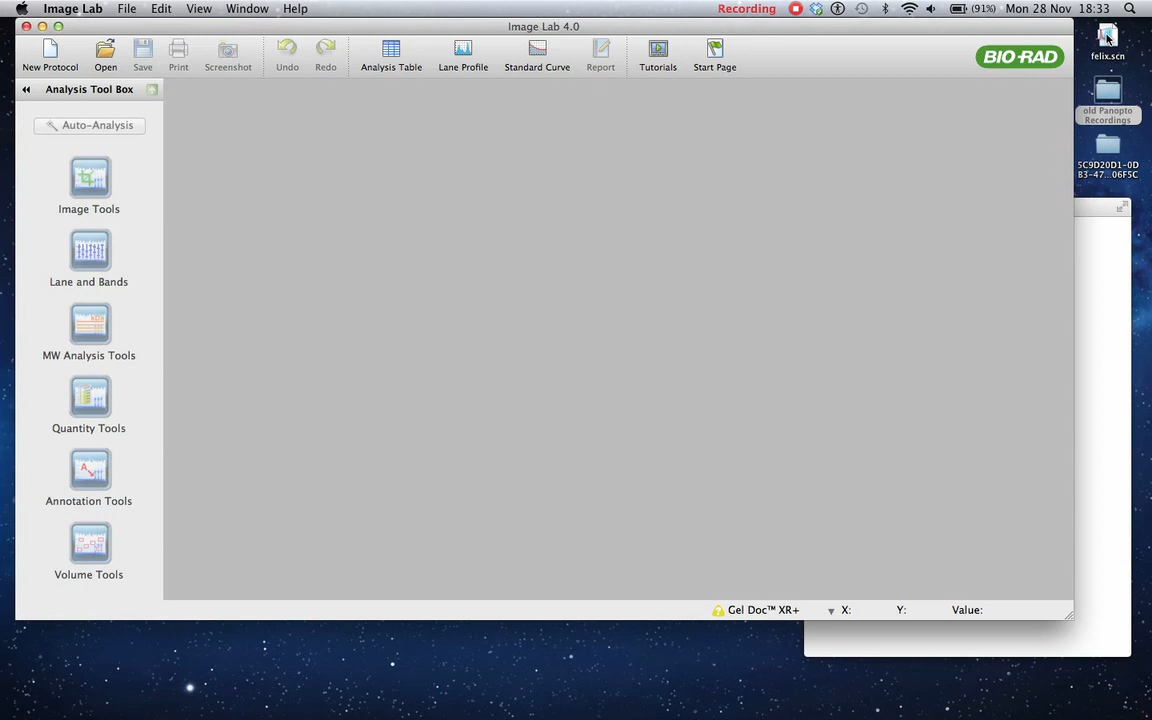 Image Lab File Edit View Window Help Recording (91%) Mon 28 Nov 18:33
Image Lab 4.0
New Protocol Open Save Print Screenshot Undo Redo Analysis Table Lane Profile Standard Curve Report Tutorials Start Page
BIO-RAD
felix.scn
Analysis Tool Box
old Panopto
Recordings
Auto-Analysis
5C9D20D1-0D
B3-47...06F5C
Image Tools
Lane and Bands
MW Analysis Tools
Quantity Tools
Annotation Tools
Volume Tools
Gel Doc™ XR+ X: Y: Value: